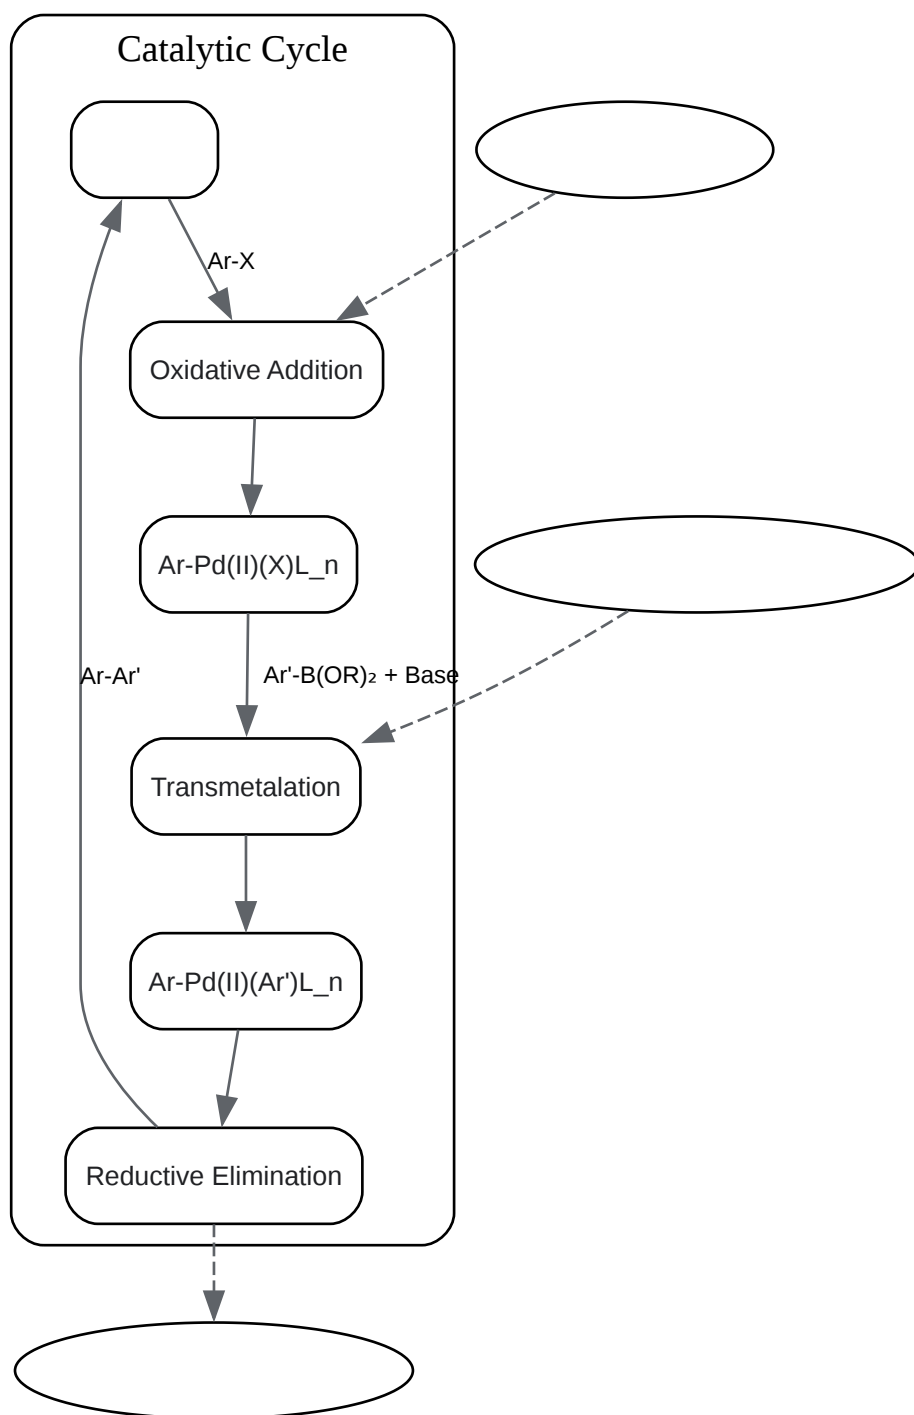 Catalytic Cycle
Ar-X
Oxidative Addition
Ar-Pd(II)(X)L_n
Ar-Ar'
Ar'-B(OR)₂ + Base
Transmetalation
Ar-Pd(II)(Ar')L_n
Reductive Elimination